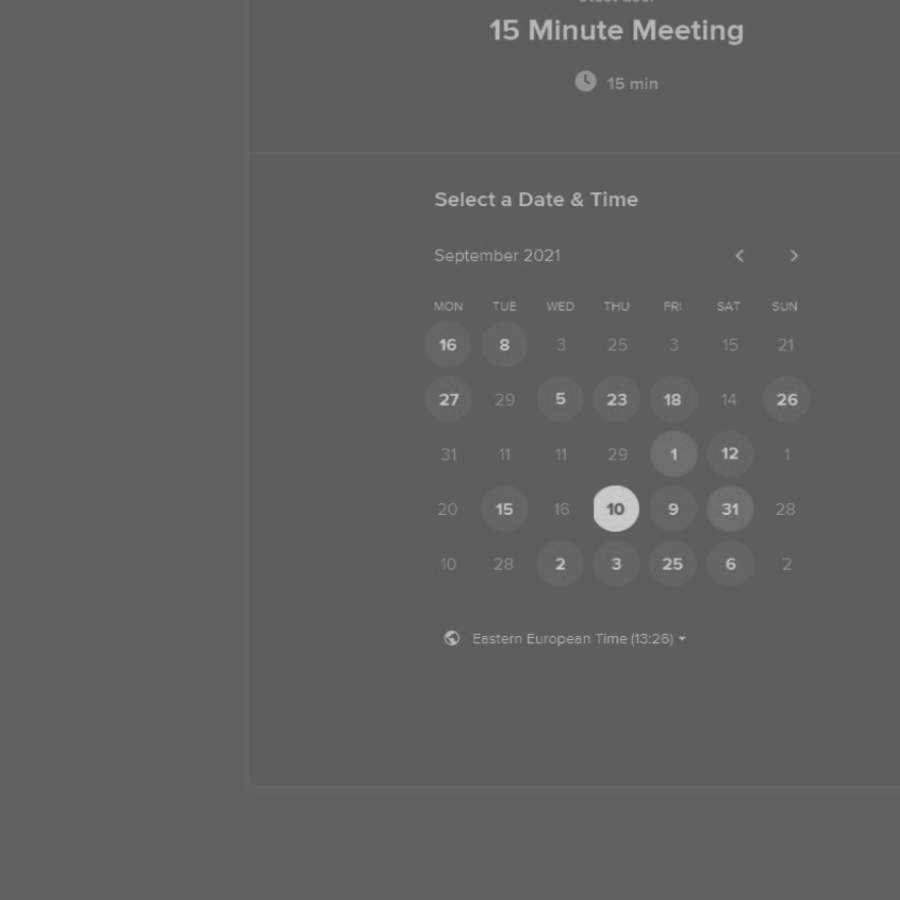 15 Minute Meeting
15 min
Select a Date & Time
September 2021
MON TUE WED THU FRI SAT SUN
16 8 3 25 3 15 21
27 29 5 23 18 14 26
31 11 11 29 1 12 1
20 15 16 10 9 31 28
10 28 2 3 25 6 2
Eastern European Time (13:26)